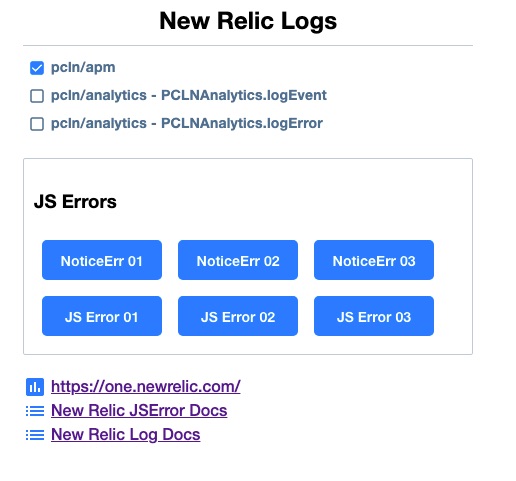 New Relic Logs
pcln/apm
pcln/analytics - PCLNAnalytics.logEvent
pcln/analytics - PCLNAnalytics.logError
JS Errors
NoticeErr 01 NoticeErr 02 NoticeErr 03
JS Error 01 JS Error 02 JS Error 03
https://one.newrelic.com/
New Relic JSError Docs
New Relic Log Docs